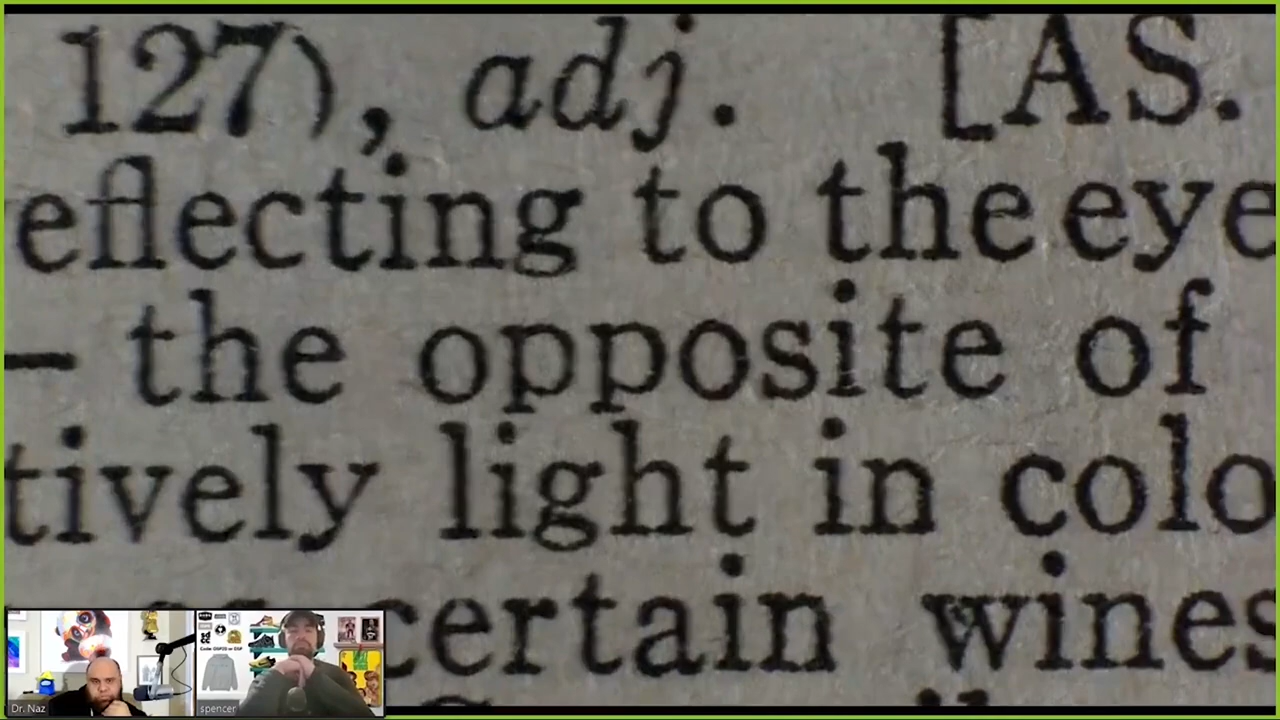 127), adj. [AS.
eflecting to the eye
— the opposite of
tively light in colo
certain wines
Dr. Naz
spencer